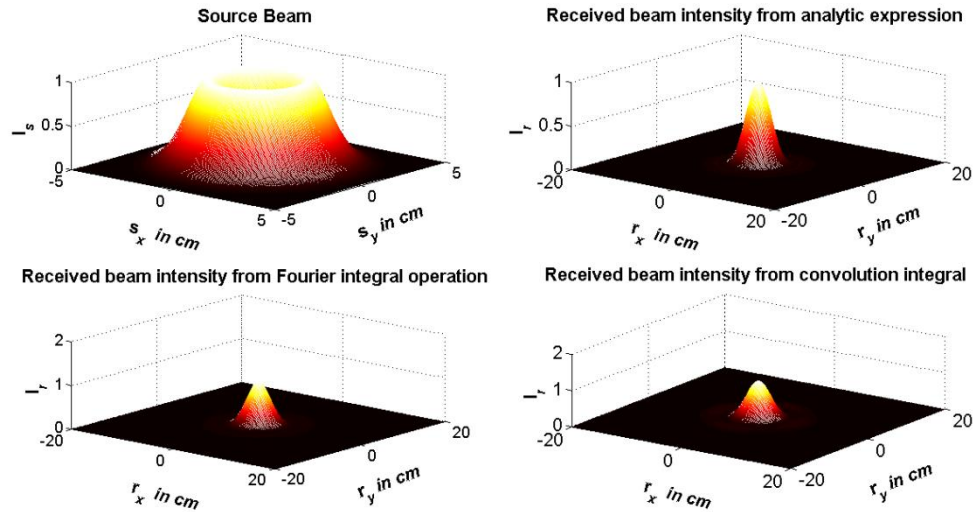 Source Beam
1
0.5
0
I_s
-5
0
5
s_x in cm
-5
0
5
s_y in cm
Received beam intensity from analytic expression
1
0.5
0
I_r
-20
0
20
r_x in cm
-20
0
20
r_y in cm
Received beam intensity from Fourier integral operation
2
1
0
I_r
-20
0
20
r_x in cm
-20
0
20
r_y in cm
Received beam intensity from convolution integral
2
1
0
I_r
-20
0
20
r_x in cm
-20
0
20
r_y in cm